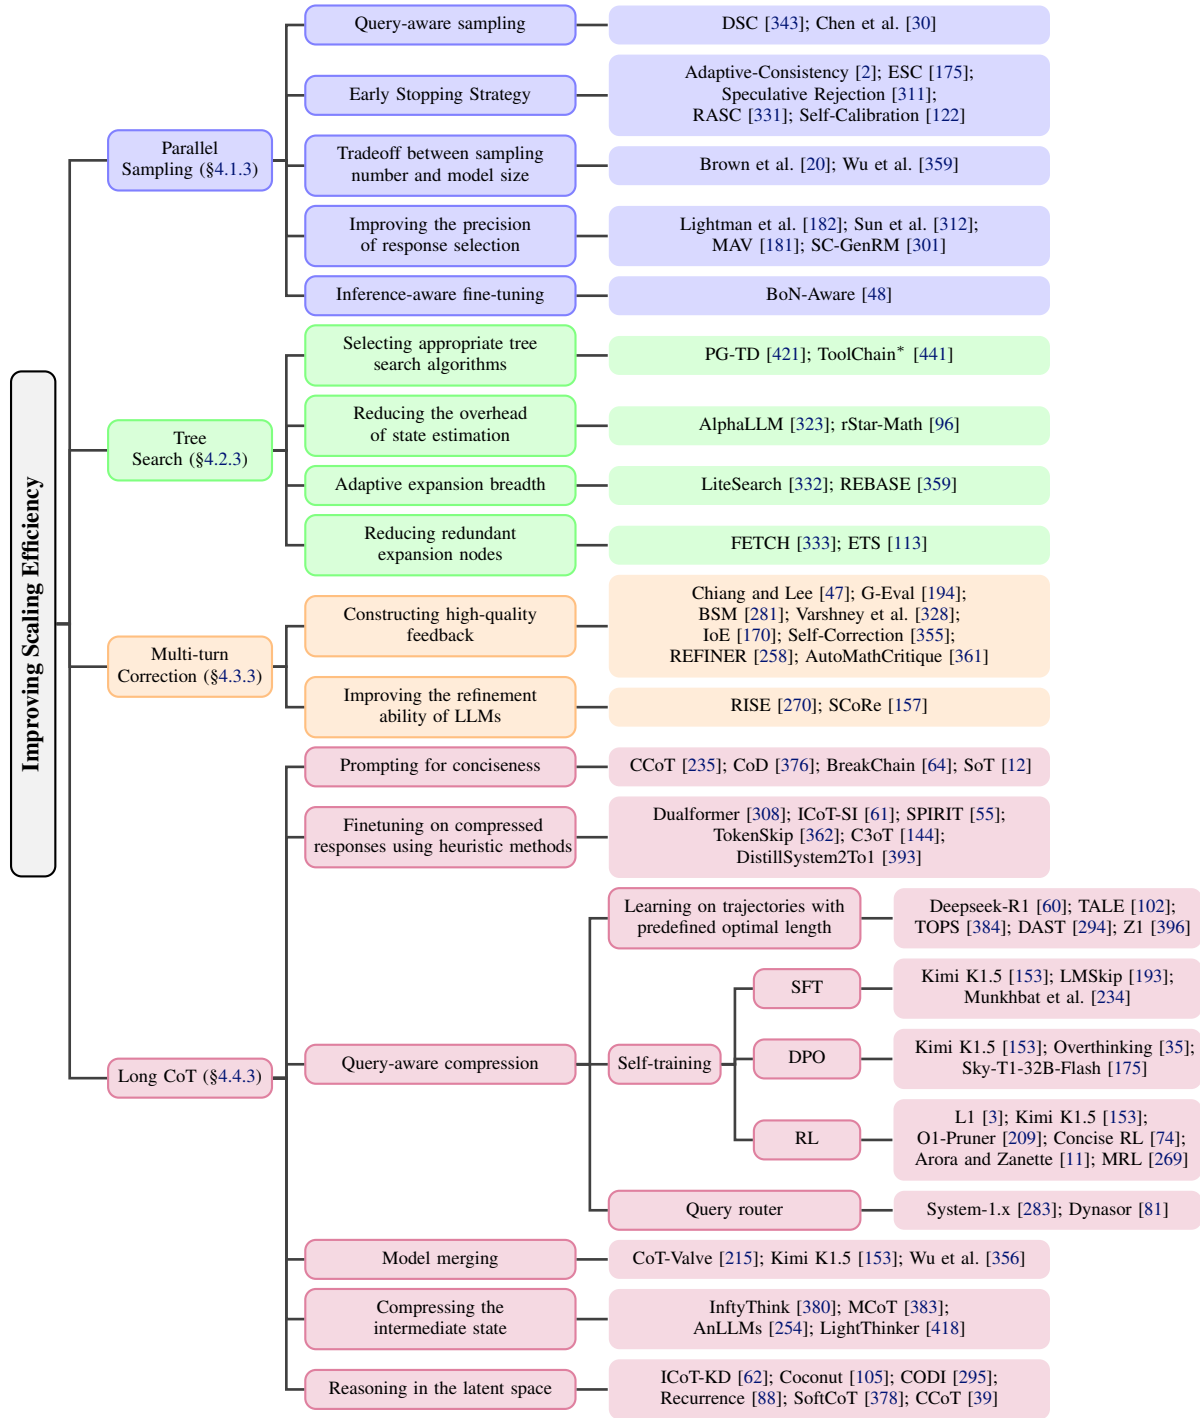 Improving Scaling Efficiency
Parallel
Sampling (§4.1.3)
Query-aware sampling
DSC [343]; Chen et al. [30]
Early Stopping Strategy
Adaptive-Consistency [2]; ESC [175];
Speculative Rejection [311];
RASC [331]; Self-Calibration [122]
Tradeoff between sampling
number and model size
Brown et al. [20]; Wu et al. [359]
Improving the precision
of response selection
Lightman et al. [182]; Sun et al. [312];
MAV [181]; SC-GenRM [301]
Inference-aware fine-tuning
BoN-Aware [48]
Tree
Search (§4.2.3)
Selecting appropriate tree
search algorithms
PG-TD [421]; ToolChain* [441]
Reducing the overhead
of state estimation
AlphaLLM [323]; rStar-Math [96]
Adaptive expansion breadth
LiteSearch [332]; REBASE [359]
Reducing redundant
expansion nodes
FETCH [333]; ETS [113]
Multi-turn
Correction (§4.3.3)
Constructing high-quality
feedback
Chiang and Lee [47]; G-Eval [194];
BSM [281]; Varshney et al. [328];
IoE [170]; Self-Correction [355];
REFINER [258]; AutoMathCritique [361]
Improving the refinement
ability of LLMs
RISE [270]; SCoRe [157]
Long CoT (§4.4.3)
Prompting for conciseness
CCoT [235]; CoD [376]; BreakChain [64]; SoT [12]
Finetuning on compressed
responses using heuristic methods
Dualformer [308]; ICoT-SI [61]; SPIRIT [55];
TokenSkip [362]; C3oT [144];
DistillSystem2To1 [393]
Query-aware compression
Learning on trajectories with
predefined optimal length
Deepseek-R1 [60]; TALE [102];
TOPS [384]; DAST [294]; Z1 [396]
Self-training
SFT
Kimi K1.5 [153]; LMSkip [193];
Munkhbat et al. [234]
DPO
Kimi K1.5 [153]; Overthinking [35];
Sky-T1-32B-Flash [175]
RL
L1 [3]; Kimi K1.5 [153];
O1-Pruner [209]; Concise RL [74];
Arora and Zanette [11]; MRL [269]
Query router
System-1.x [283]; Dynasor [81]
Model merging
CoT-Valve [215]; Kimi K1.5 [153]; Wu et al. [356]
Compressing the
intermediate state
InftyThink [380]; MCoT [383];
AnLLMs [254]; LightThinker [418]
Reasoning in the latent space
ICoT-KD [62]; Coconut [105]; CODI [295];
Recurrence [88]; SoftCoT [378]; CCoT [39]